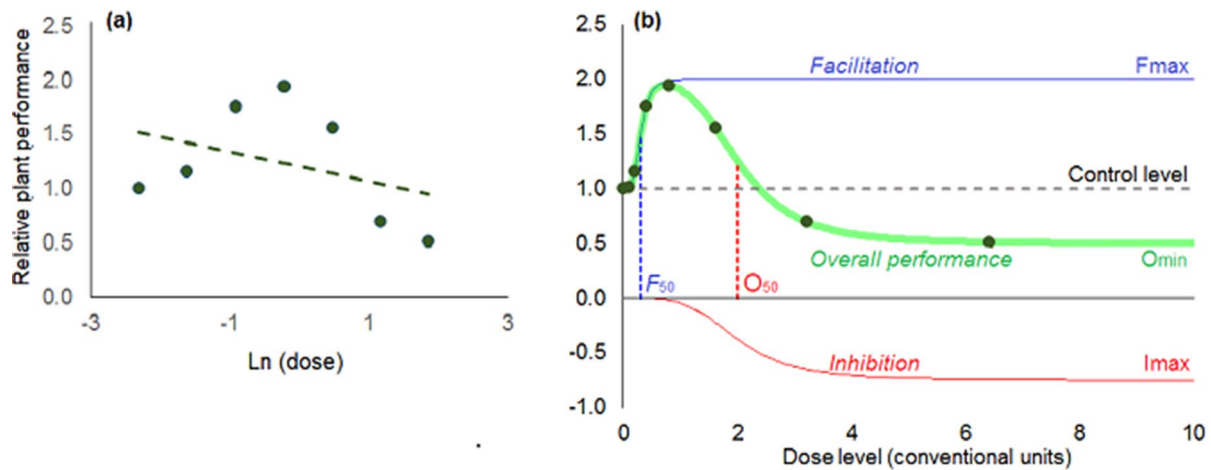 (a)
Relative plant performance
2.5
2.0
1.5
1.0
0.5
0.0
-3
-1
1
3
Ln (dose)
.
(b)
2.5
2.0
1.5
1.0
0.5
0.0
-0.5
-1.0
Facilitation
Fmax
Control level
Overall performance
Omin
F50
O50
Inhibition
Imax
0
2
4
6
8
10
Dose level (conventional units)